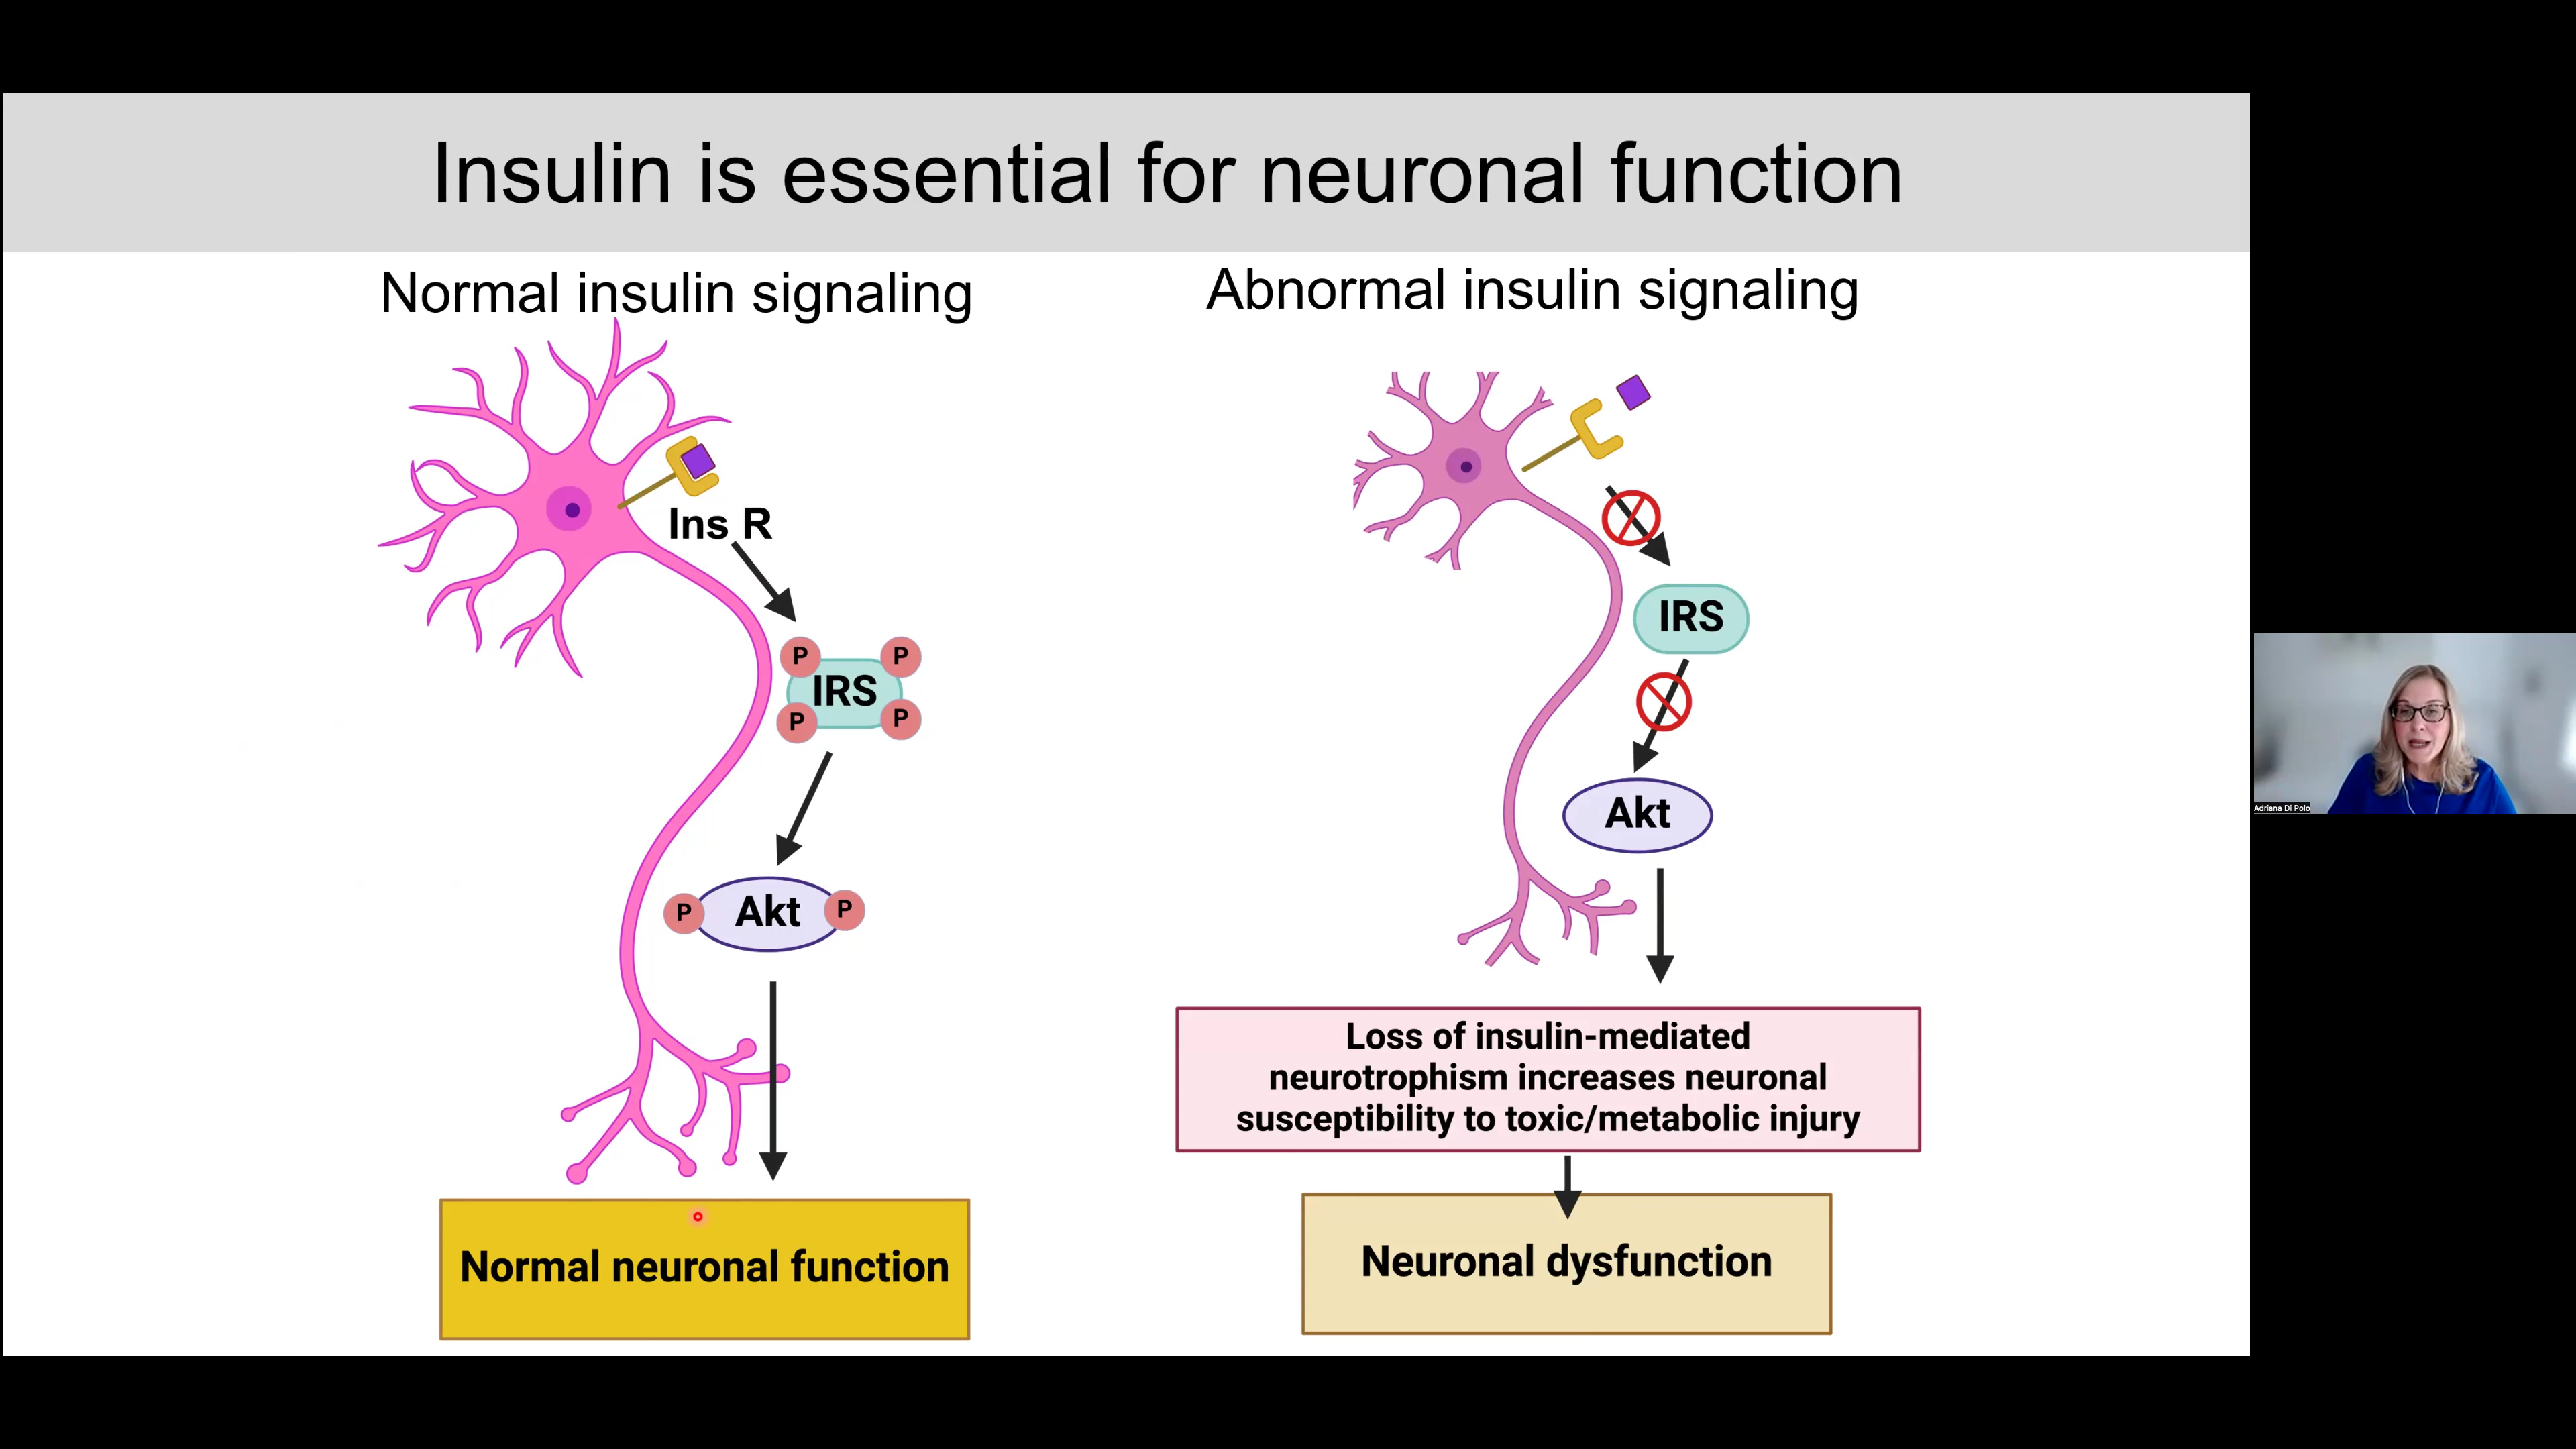 Insulin is essential for neuronal function
Normal insulin signaling
Ins R
P
P
IRS
P
P
P
Akt
P
Normal neuronal function
Abnormal insulin signaling
IRS
Akt
Loss of insulin-mediated
neurotrophism increases neuronal
susceptibility to toxic/metabolic injury
Neuronal dysfunction
Adriana Di Polo